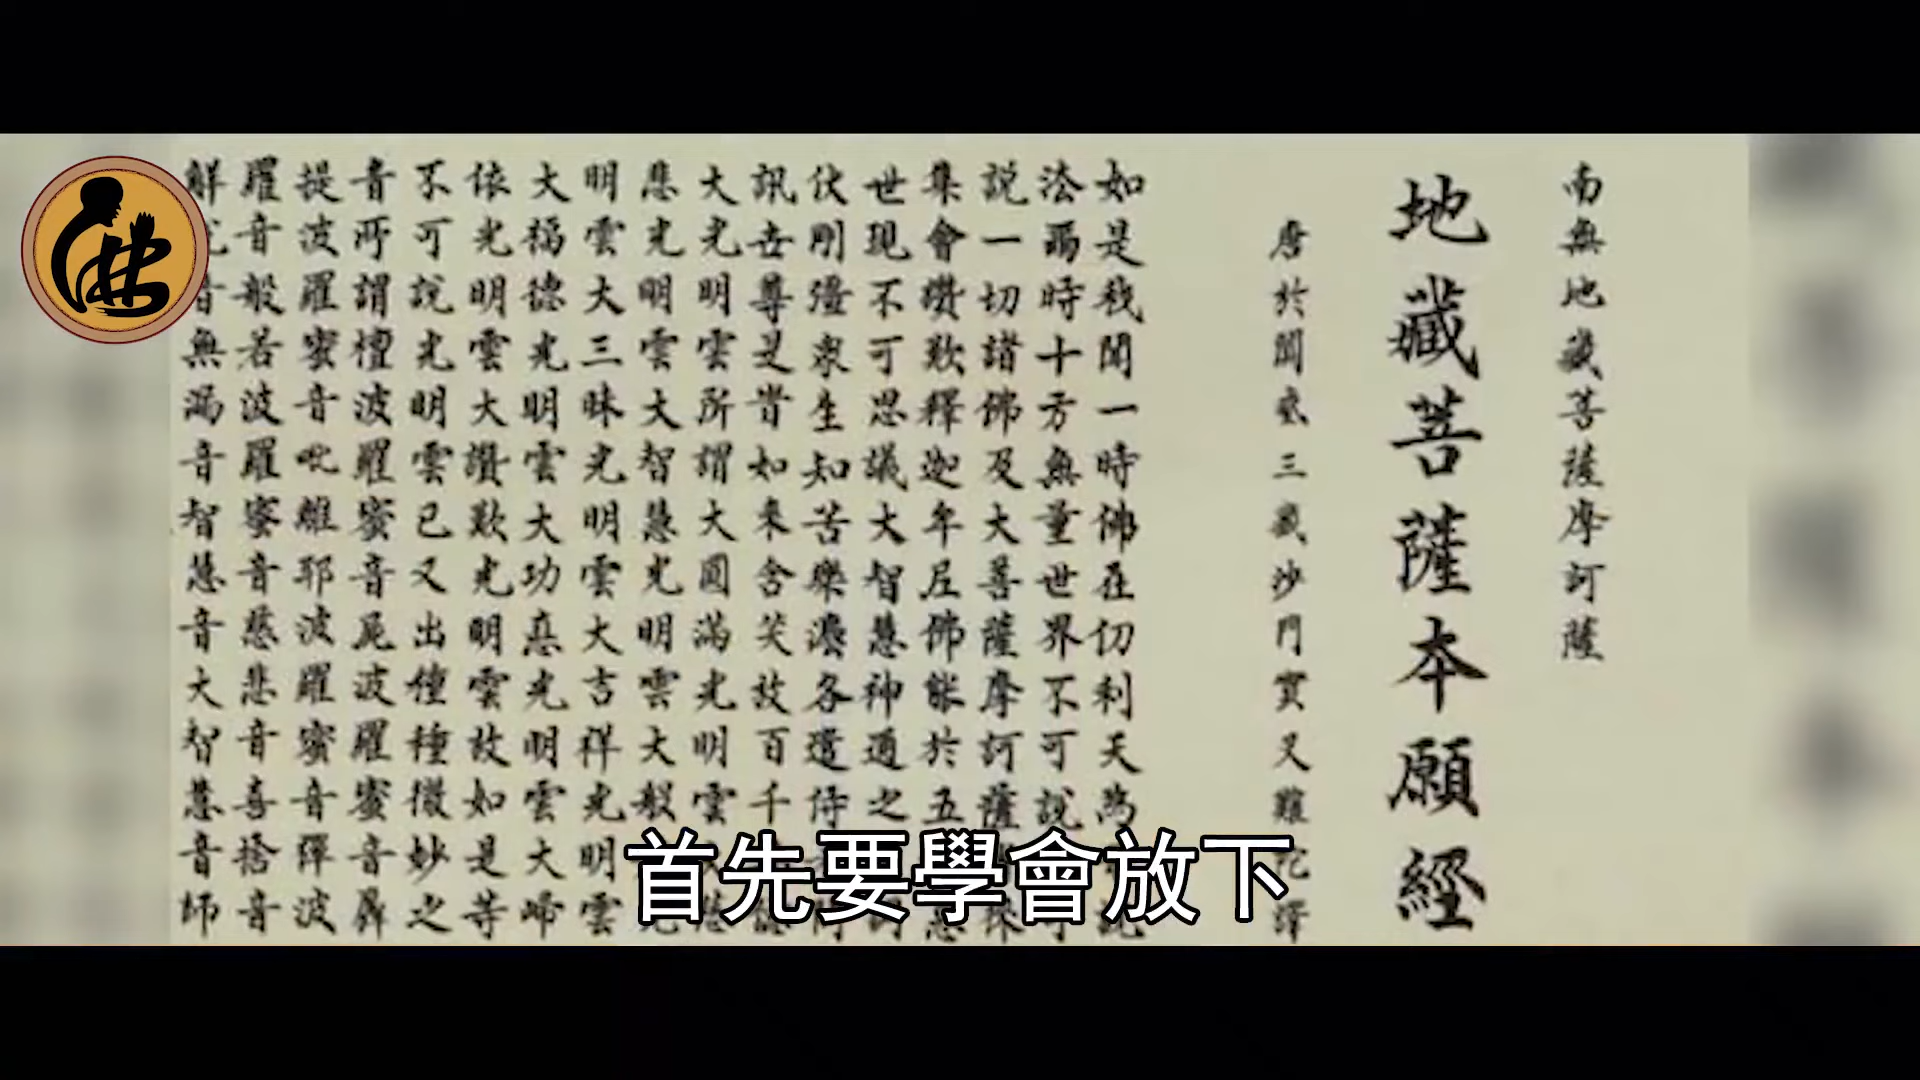 南無地藏菩薩摩訶薩
地藏菩薩本願經
唐於闐國三藏沙門實叉難陀譯
如是我聞一時佛在忉利天為
法爾時十方無量世界不可說
說一切諸佛及大菩薩摩訶薩
集會讚歎釋迦牟尼佛能於五
世現不可思議大智慧神通之
伏剛彊眾生知苦樂法各遣侍
訊世尊是時如來含笑放百千
大光明雲所謂大圓滿光明雲
悲光明雲大智慧光明雲大般
明雲大三昧光明雲大吉祥光明雲
大福德光明雲大功德光明雲大歸
依光明雲大讚歎光明雲放如是等
不可說光明雲已又出種種微妙之
音所謂檀波羅蜜音尸波羅蜜音羼
提波羅蜜音毗離耶波羅蜜音禪波
羅音般若波羅蜜音慈悲音喜捨音
解音無漏音智慧音大智慧音師
佛
首先要學會放下